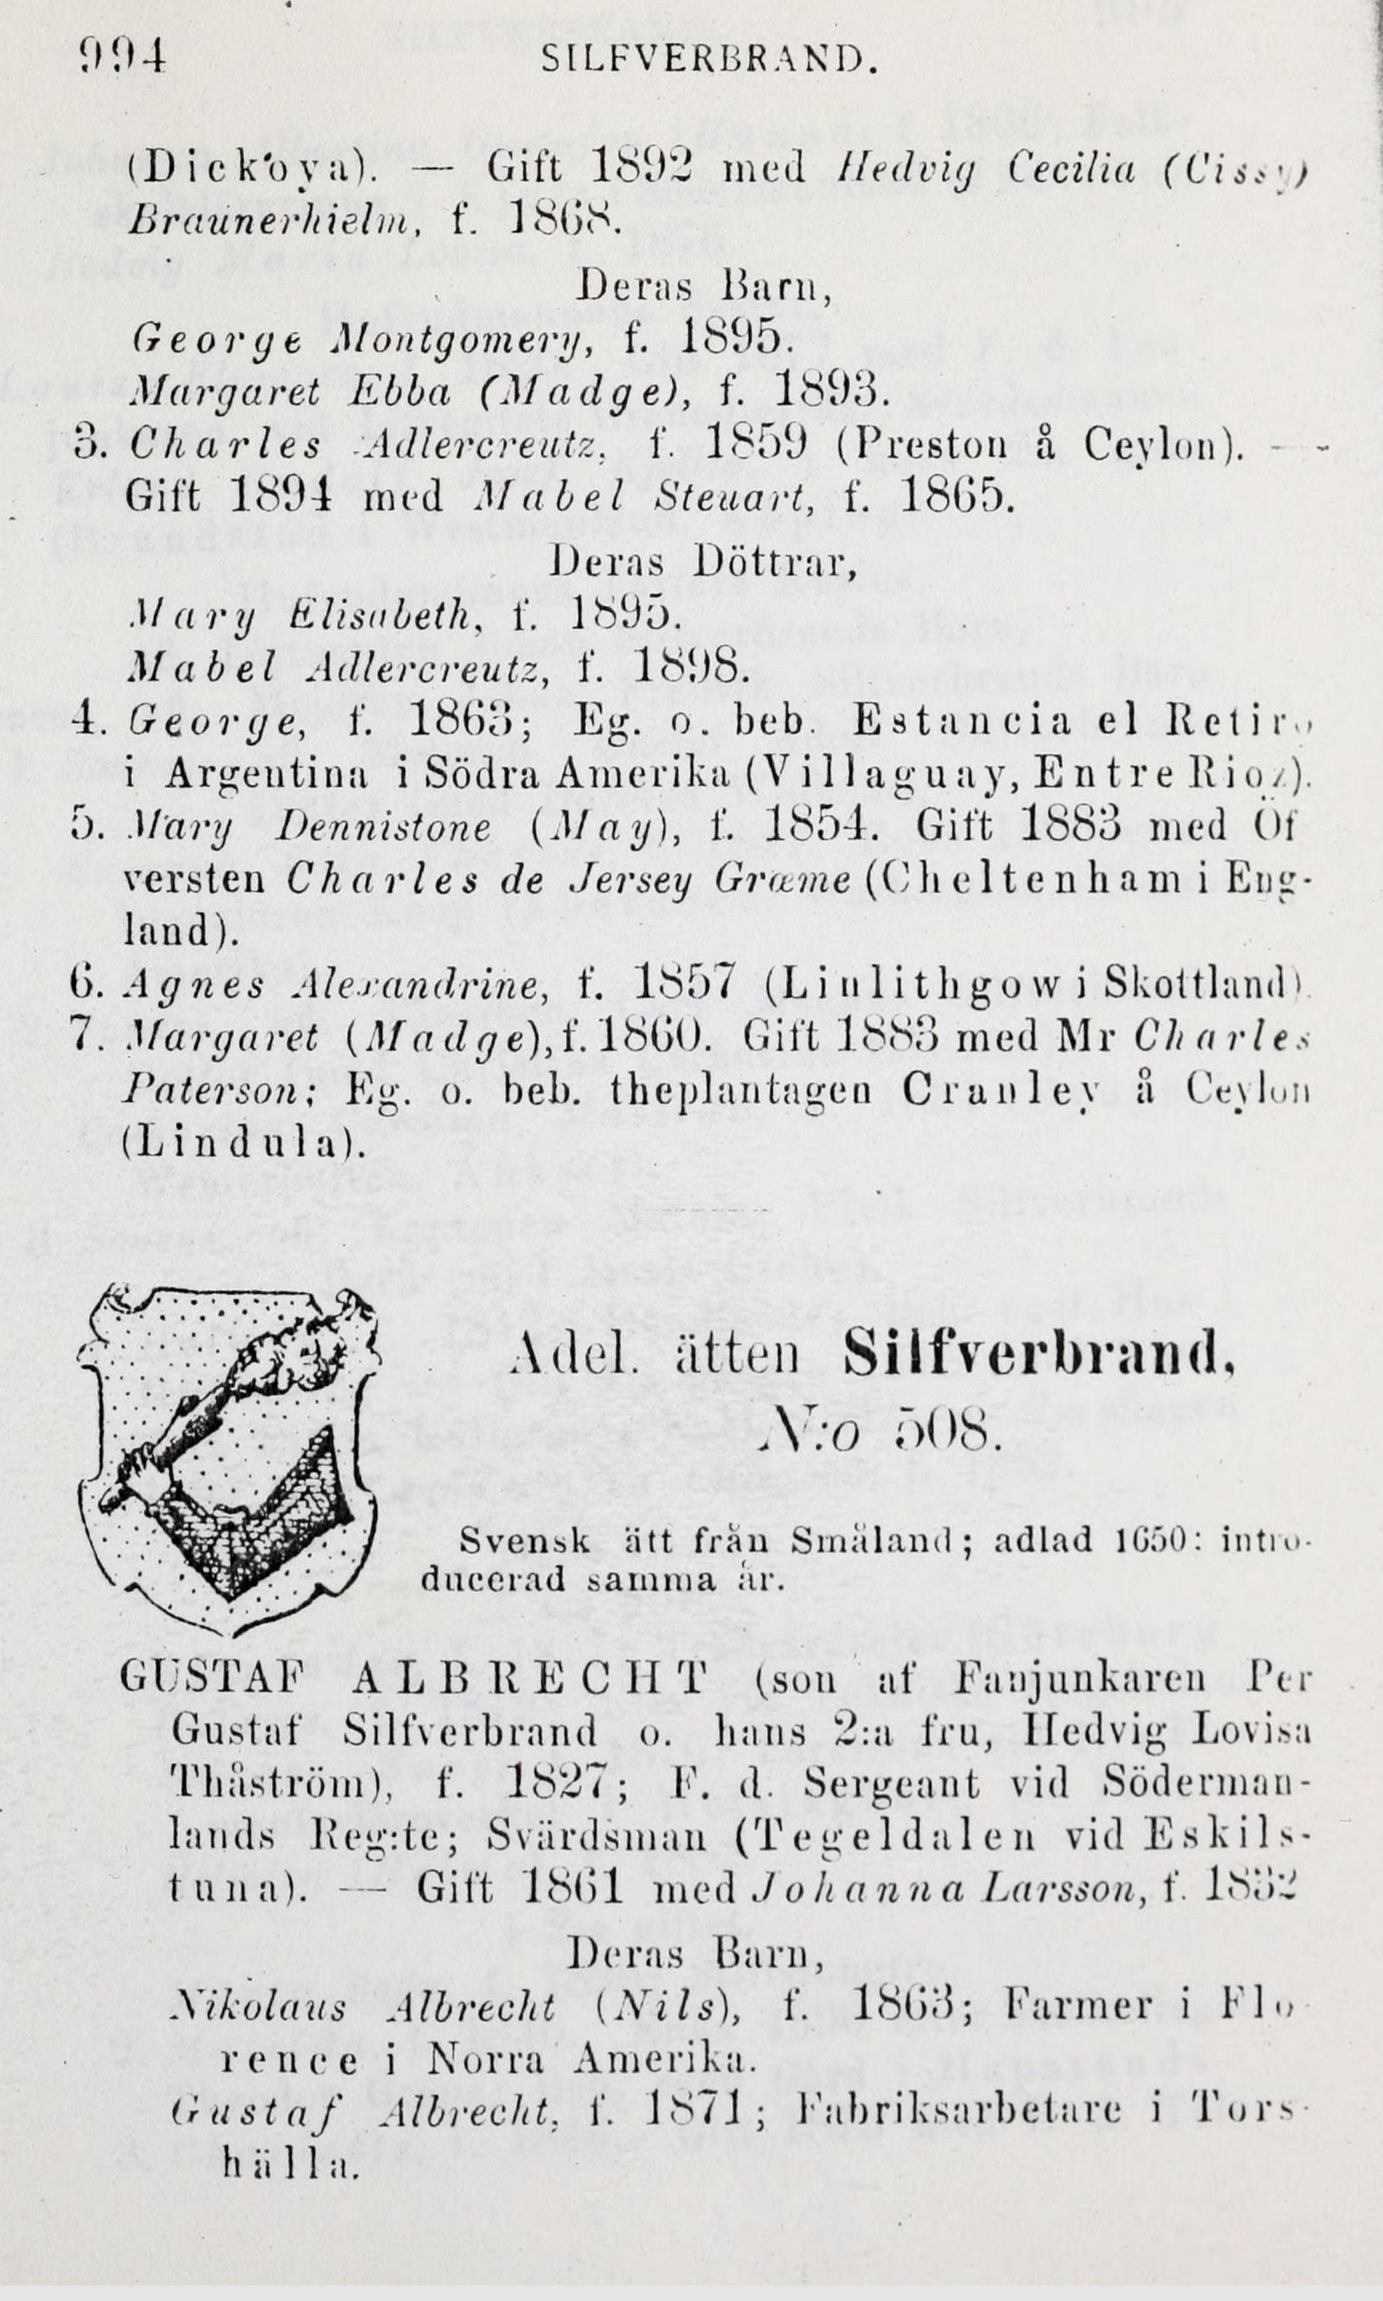 994
SILFVERBRAND.
(Dick'oya). — Gift 1892 med Hedvig Cecilia (Cissy)
Braunerhielm, f. 1868.
Deras Barn,
George Montgomery, f. 1895.
Margaret Ebba (Madge), f. 1893.
3. Charles Adlercreutz, f. 1859 (Preston å Ceylon). —
Gift 1894 med Mabel Steuart, f. 1865.
Deras Döttrar,
Mary Elisabeth, f. 1895.
Mabel Adlercreutz, f. 1898.
4. George, f. 1863; Eg. o. beb. Estancia el Retiro
i Argentina i Södra Amerika (Villaguay, Entre Rioz).
5. Mary Dennistone (May), f. 1854. Gift 1883 med Öf
versten Charles de Jersey Græme (Cheltenham i Eng-
land).
6. Agnes Alexandrine, f. 1857 (Linlithgow i Skottland)
7. Margaret (Madge), f. 1860. Gift 1883 med Mr Charles
Paterson; Eg. o. beb. theplantagen Cranley å Ceylon
(Lindula).
Adel. ätten Silfverbrand,
N:o 508.
Svensk ätt från Småland; adlad 1650: intro-
ducerad samma år.
GUSTAF ALBRECHT (son af Fanjunkaren Per
Gustaf Silfverbrand o. hans 2:a fru, Hedvig Lovisa
Thåström), f. 1827; F. d. Sergeant vid Söderman-
lands Reg:te; Svärdsman (Tegeldalen vid Eskils-
tuna). — Gift 1861 med Johanna Larsson, f. 1832
Deras Barn,
Nikolaus Albrecht (Nils), f. 1863; Farmer i Flo-
rence i Norra Amerika.
Gustaf Albrecht, f. 1871; Fabriksarbetare i Tors-
hälla.